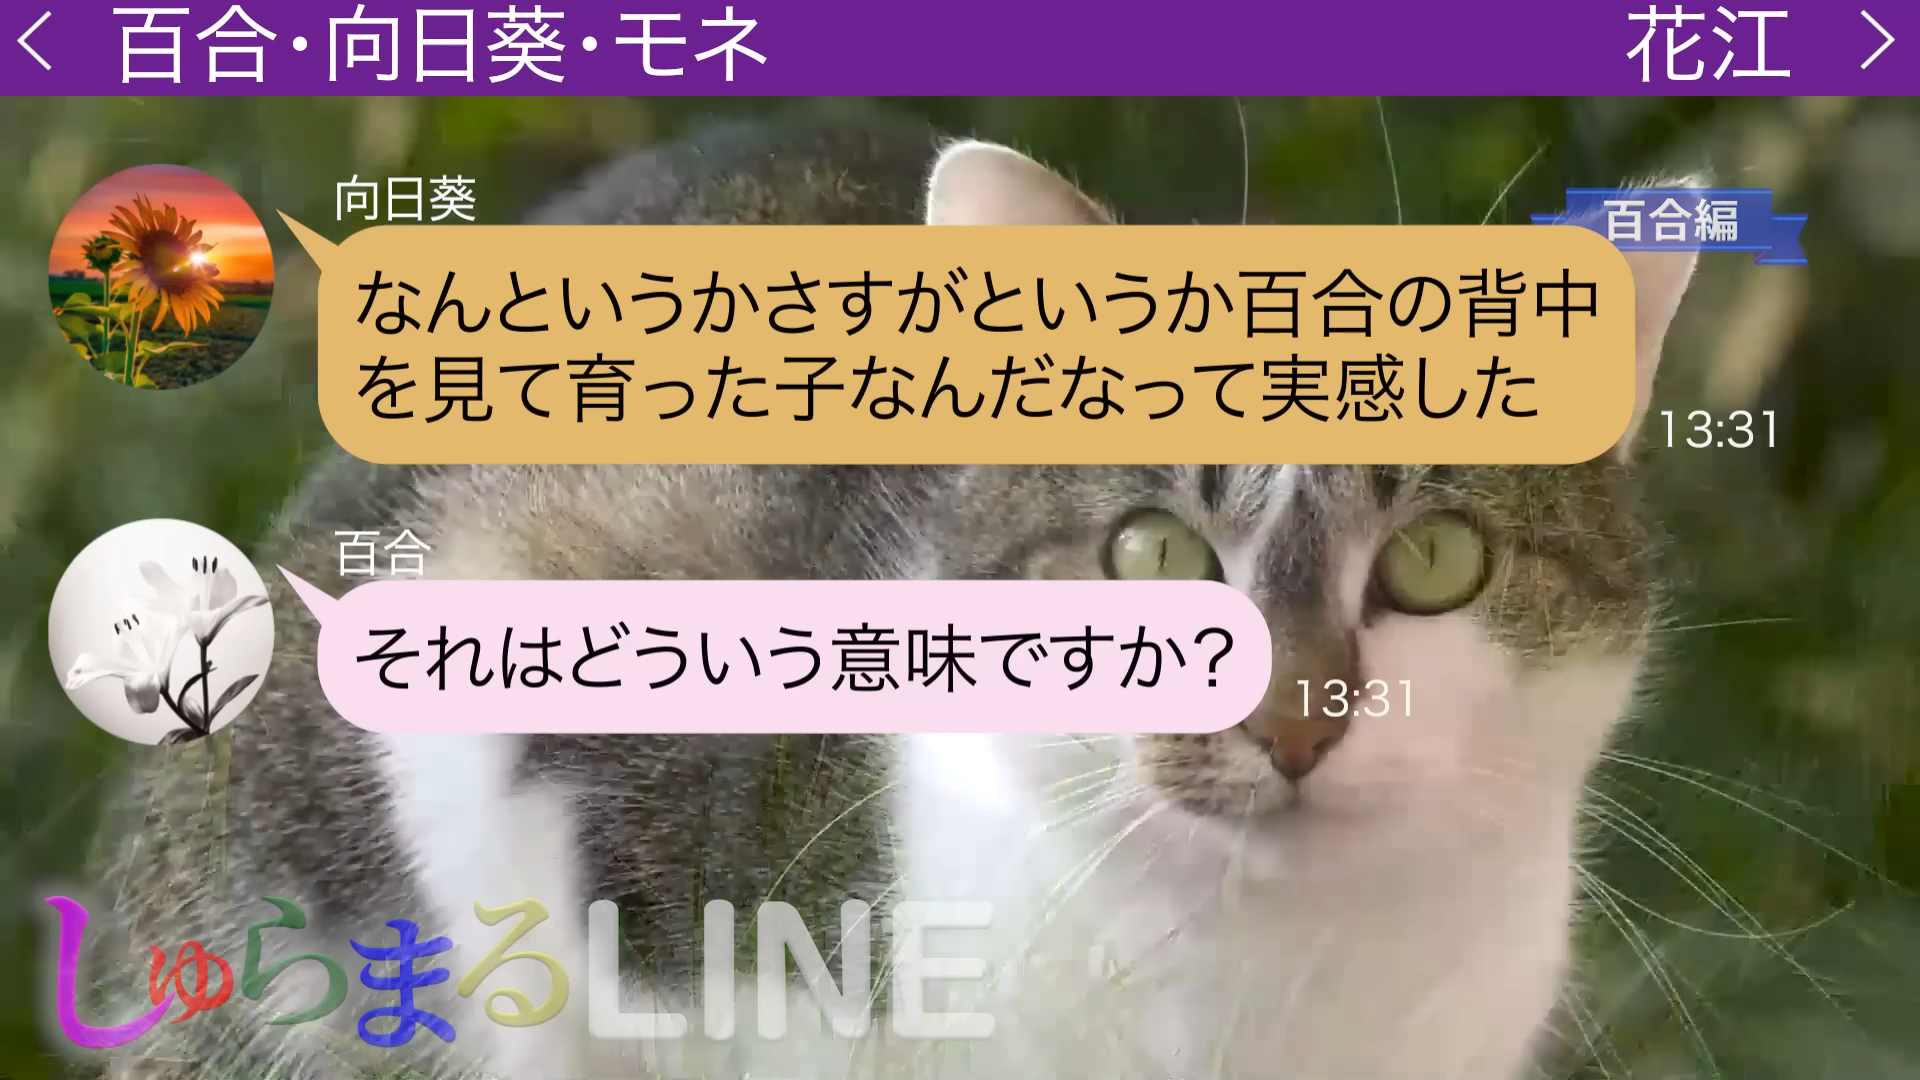 百合・向日葵・モネ
花江
向日葵
百合編
なんというかさすがというか百合の背中
を見て育った子なんだなって実感した
13:31
百合
それはどういう意味ですか？
13:31
しゅらまるLINE